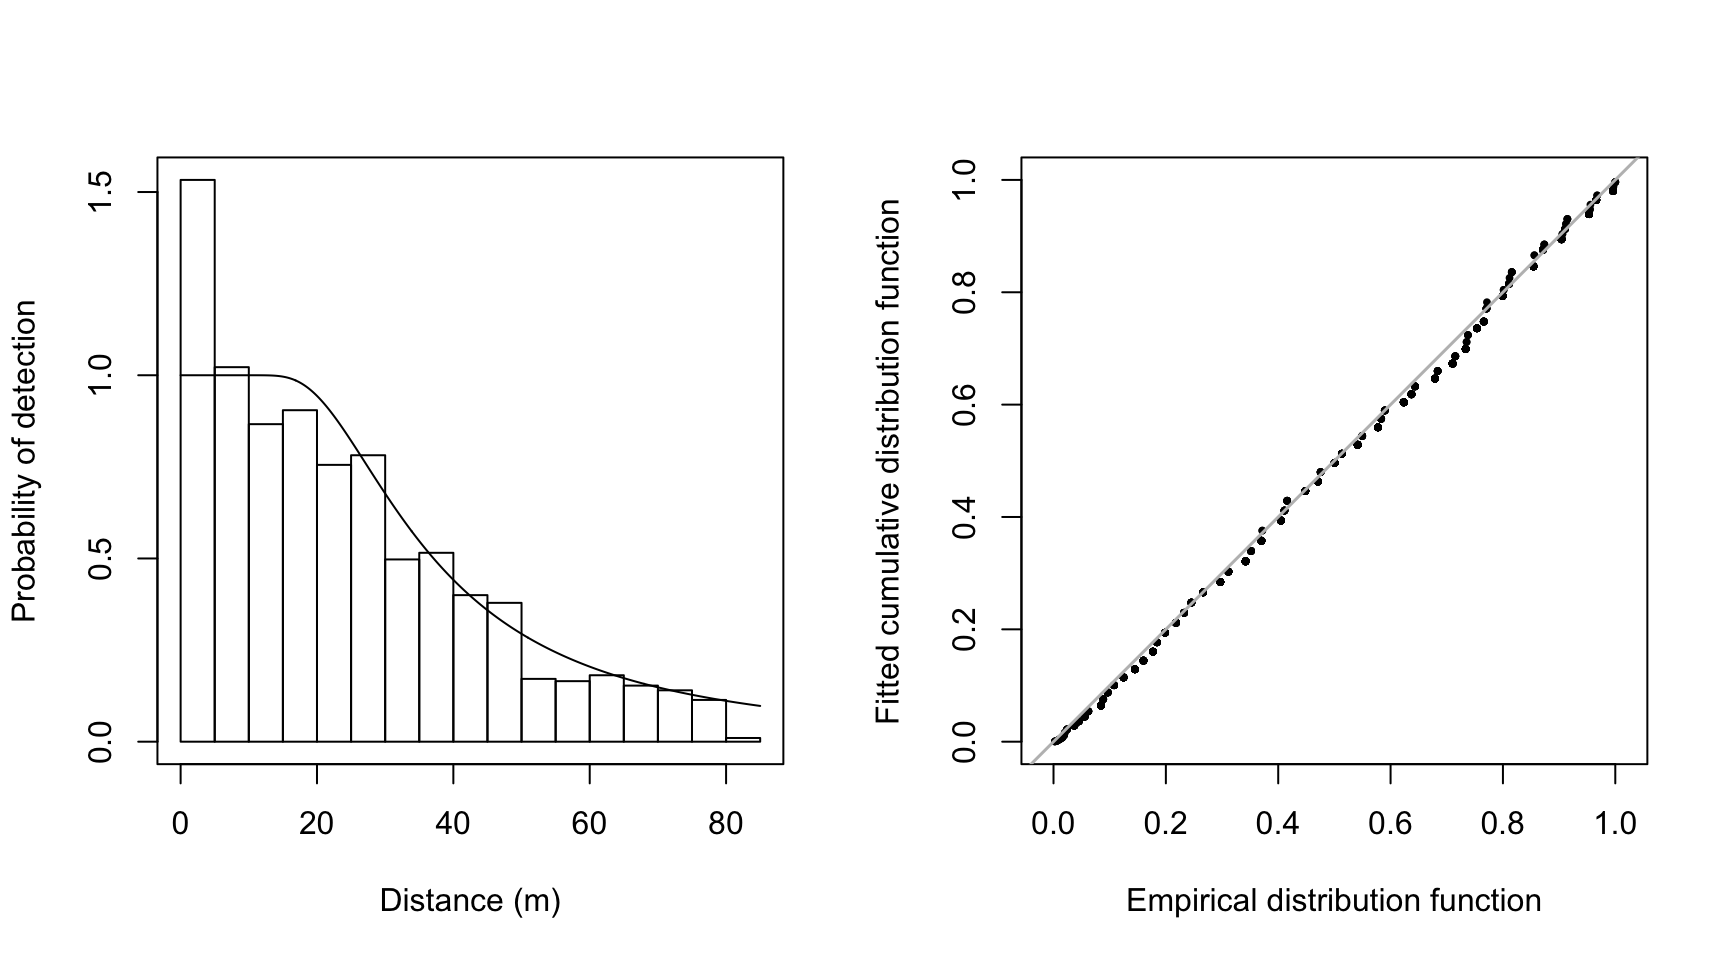 Probability of detection
1.5
1.0
0.5
0.0
0 20 40 60 80
Distance (m)
Fitted cumulative distribution function
1.0
0.8
0.6
0.4
0.2
0.0
0.0 0.2 0.4 0.6 0.8 1.0
Empirical distribution function